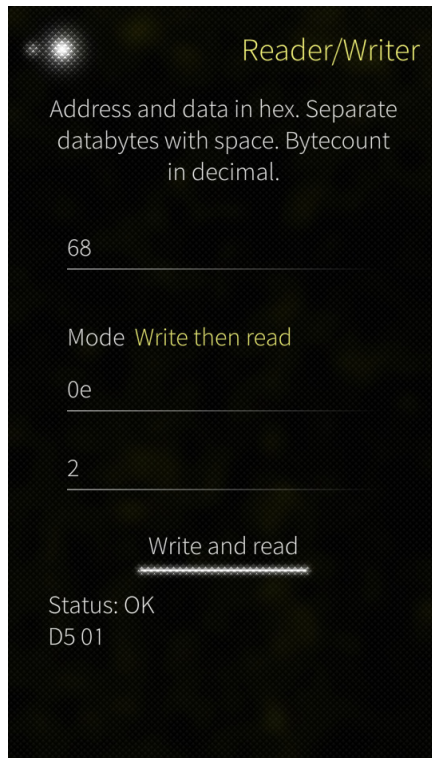 Reader/Writer
Address and data in hex. Separate
databytes with space. Bytecount
in decimal.
68
Mode Write then read
0e
2
Write and read
Status: OK
D5 01